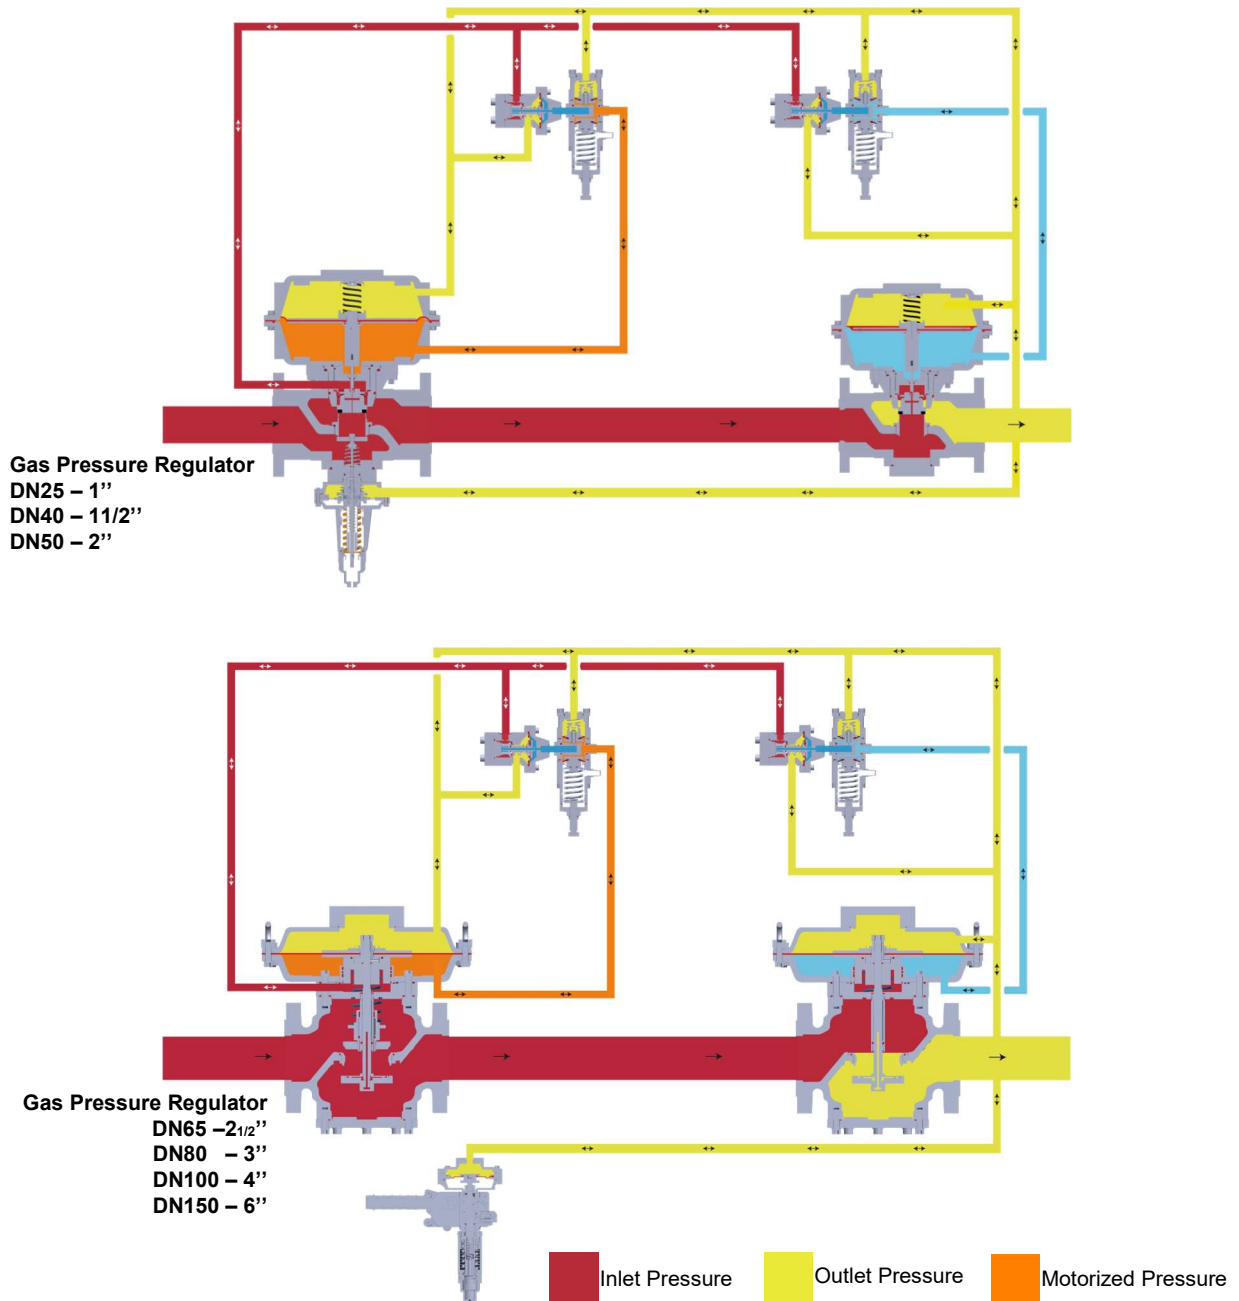 Gas Pressure Regulator
DN25 – 1’’
DN40 – 11/2’’
DN50 – 2’’
Gas Pressure Regulator
DN65 –21/2’’
DN80 – 3’’
DN100 – 4’’
DN150 – 6’’
Inlet Pressure
Outlet Pressure
Motorized Pressure